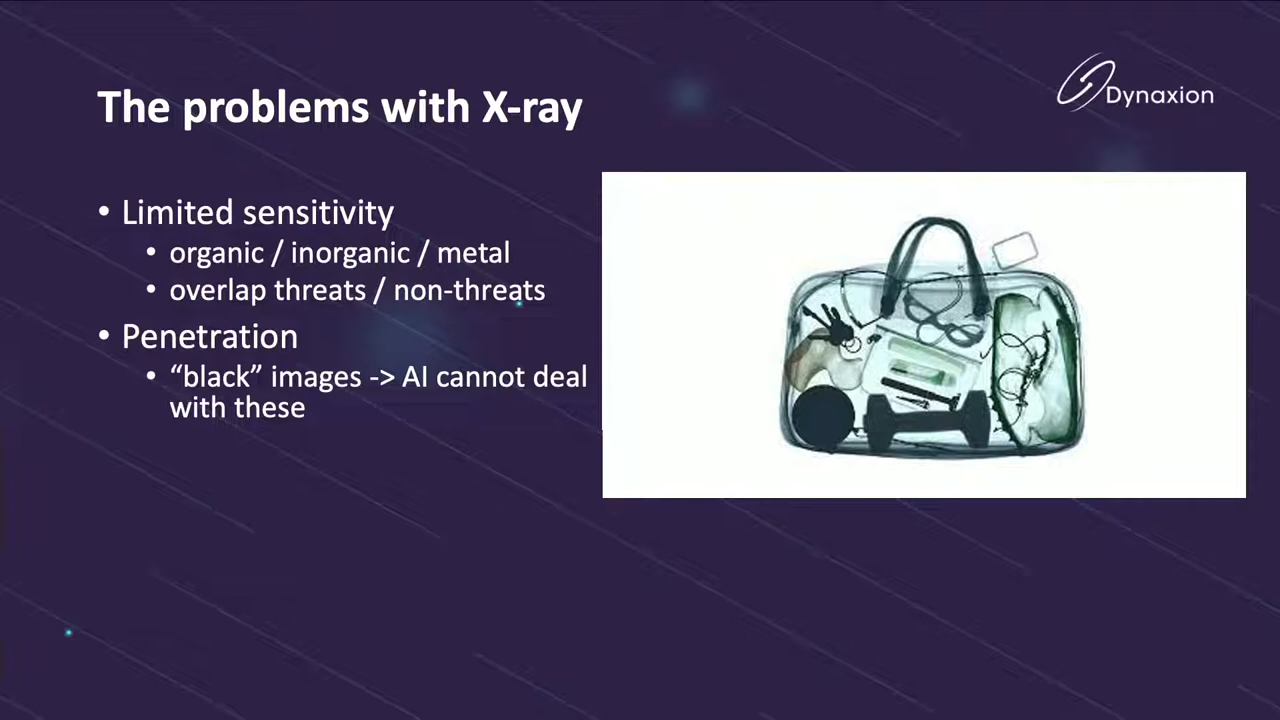 The problems with X-ray
Dynaxion
• Limited sensitivity
• organic / inorganic / metal
• overlap threats / non-threats
• Penetration
• “black” images -> AI cannot deal
with these